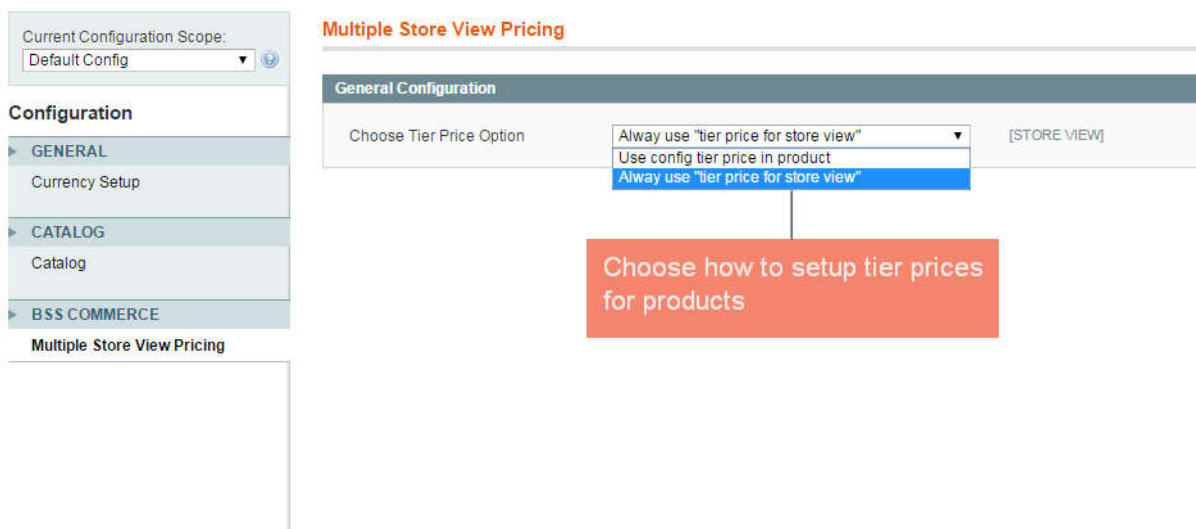 Current Configuration Scope:
Default Config
Configuration
GENERAL
Currency Setup
CATALOG
Catalog
BSS COMMERCE
Multiple Store View Pricing
Multiple Store View Pricing
General Configuration
Choose Tier Price Option
Alway use "tier price for store view"
[STORE VIEW]
Use config tier price in product
Alway use "tier price for store view"
Choose how to setup tier prices
for products